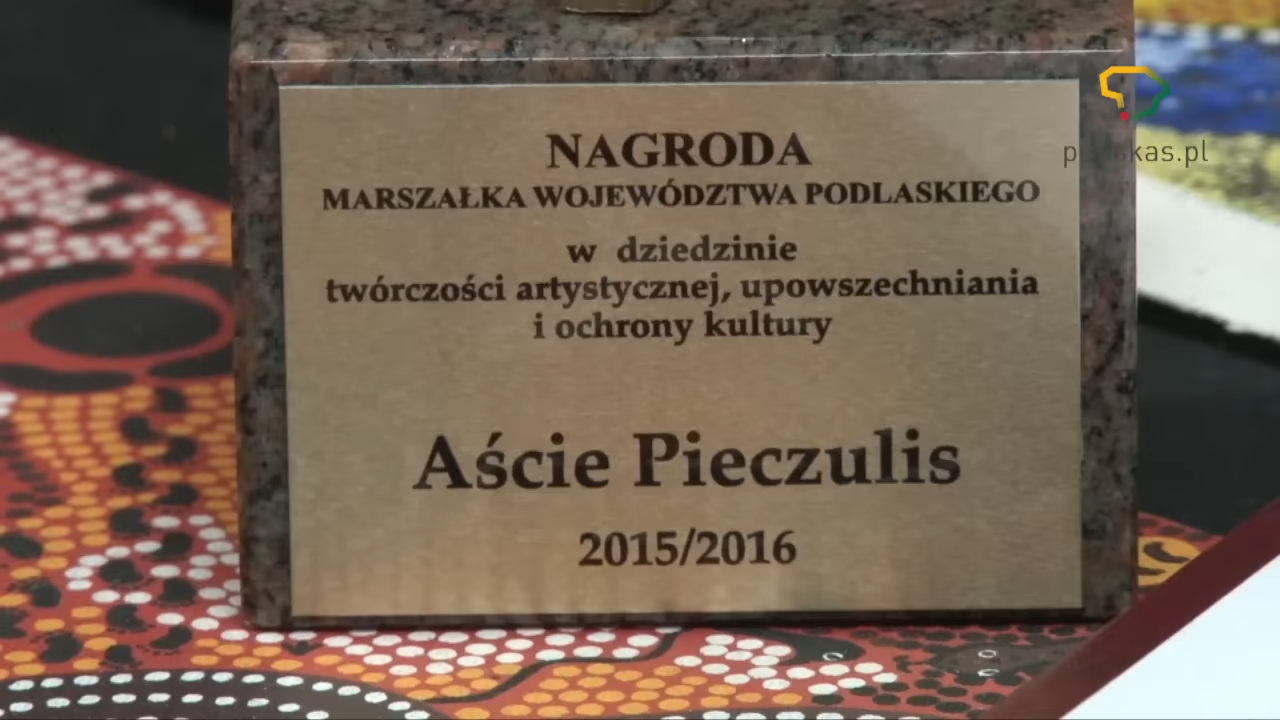 NAGRODA
MARSZAŁKA WOJEWÓDZTWA PODLASKIEGO
w dziedzinie
twórczości artystycznej, upowszechniania
i ochrony kultury
Aście Pieczulis
2015/2016